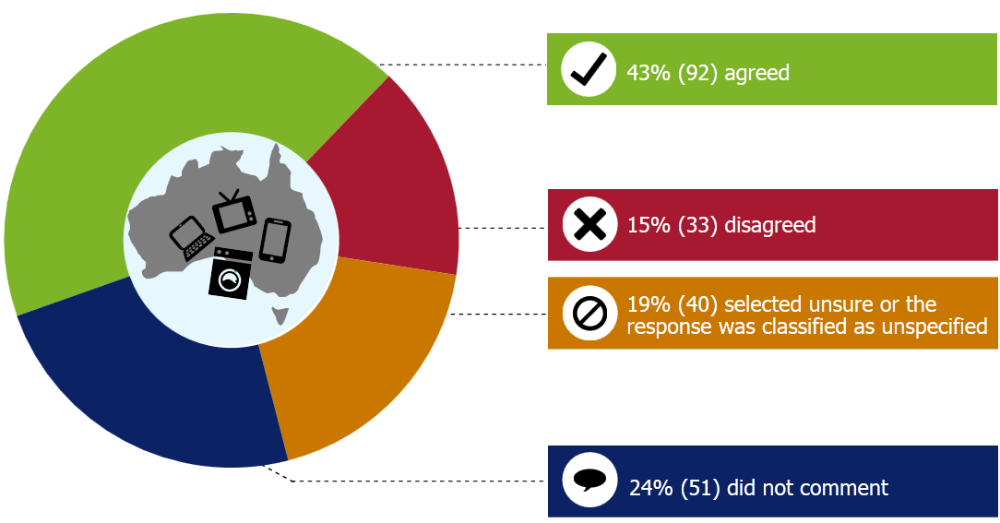 43% (92) agreed
15% (33) disagreed
19% (40) selected unsure or the
response was classified as unspecified
24% (51) did not comment